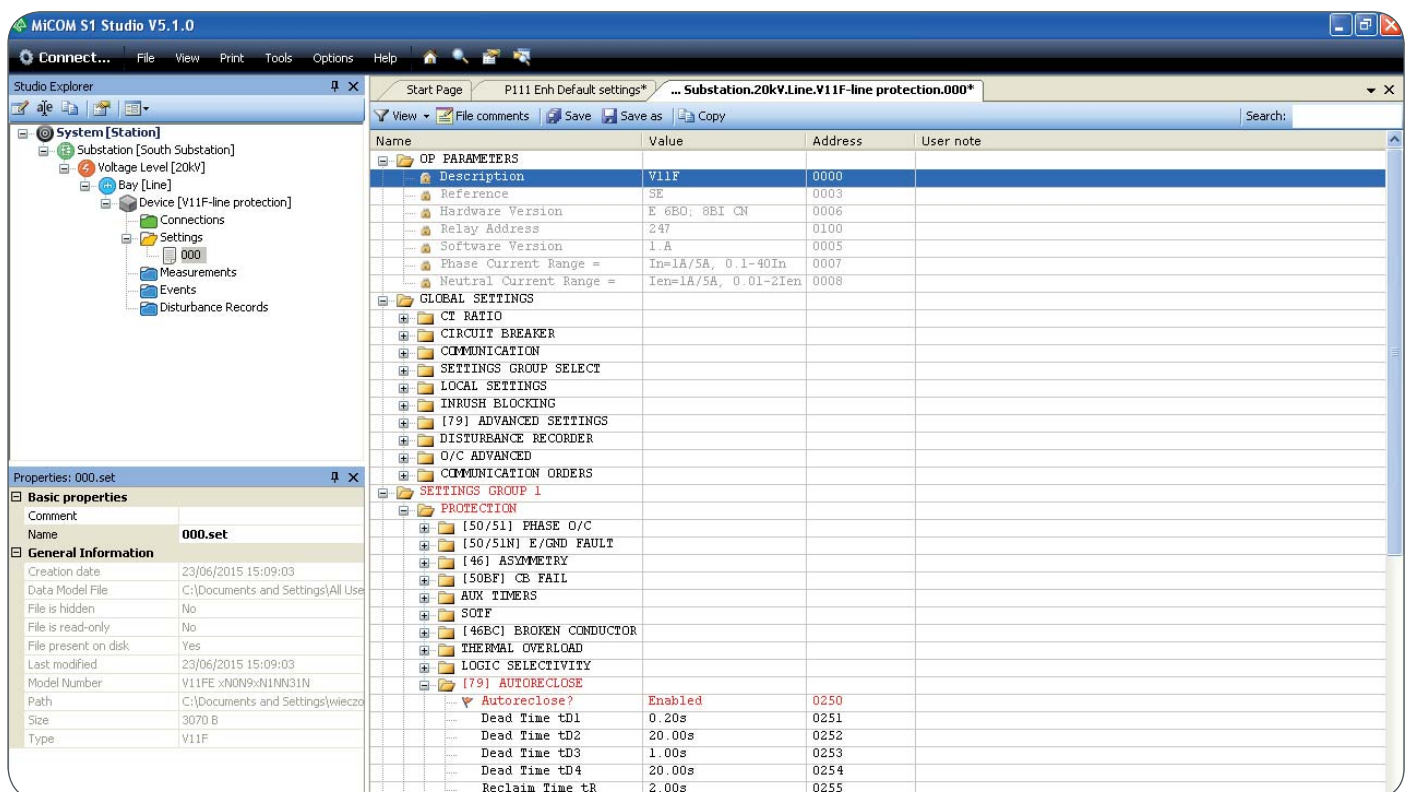 MiCOM S1 Studio V5.1.0
Connect... File View Print Tools Options Help
Studio Explorer
System [Station]
Substation [South Substation]
Voltage Level [20kV]
Bay [Line]
Device [V11F-line protection]
Connections
Settings
000
Measurements
Events
Disturbance Records
Properties: 000.set
Basic properties
Comment
Name 000.set
General Information
Creation date 23/06/2015 15:09:03
Data Model File C:\Documents and Settings\All Use
File is hidden No
File is read-only No
File present on disk Yes
Last modified 23/06/2015 15:09:03
Model Number V11FE xN0N9xN1NN31N
Path C:\Documents and Settings\wieczo
Size 3070 B
Type V11F
Start Page P111 Enh Default settings* ... Substation.20kV.Line.V11F-line protection.000*
View File comments Save Save as Copy Search:
Name Value Address User note
OP PARAMETERS
Description V11F 0000
Reference SE 0003
Hardware Version E 6BO; 8BI CN 0006
Relay Address 247 0100
Software Version 1.A 0005
Phase Current Range = In=1A/5A, 0.1-40In 0007
Neutral Current Range = Ien=1A/5A, 0.01-2Ien 0008
GLOBAL SETTINGS
CT RATIO
CIRCUIT BREAKER
COMMUNICATION
SETTINGS GROUP SELECT
LOCAL SETTINGS
INRUSH BLOCKING
[79] ADVANCED SETTINGS
DISTURBANCE RECORDER
O/C ADVANCED
COMMUNICATION ORDERS
SETTINGS GROUP 1
PROTECTION
[50/51] PHASE O/C
[50/51N] E/GND FAULT
[46] ASYMMETRY
[50BF] CB FAIL
AUX TIMERS
SOTF
[46BC] BROKEN CONDUCTOR
THERMAL OVERLOAD
LOGIC SELECTIVITY
[79] AUTORECLOSE
Autoreclose? Enabled 0250
Dead Time tD1 0.20s 0251
Dead Time tD2 20.00s 0252
Dead Time tD3 1.00s 0253
Dead Time tD4 20.00s 0254
Reclaim Time tR 2.00s 0255